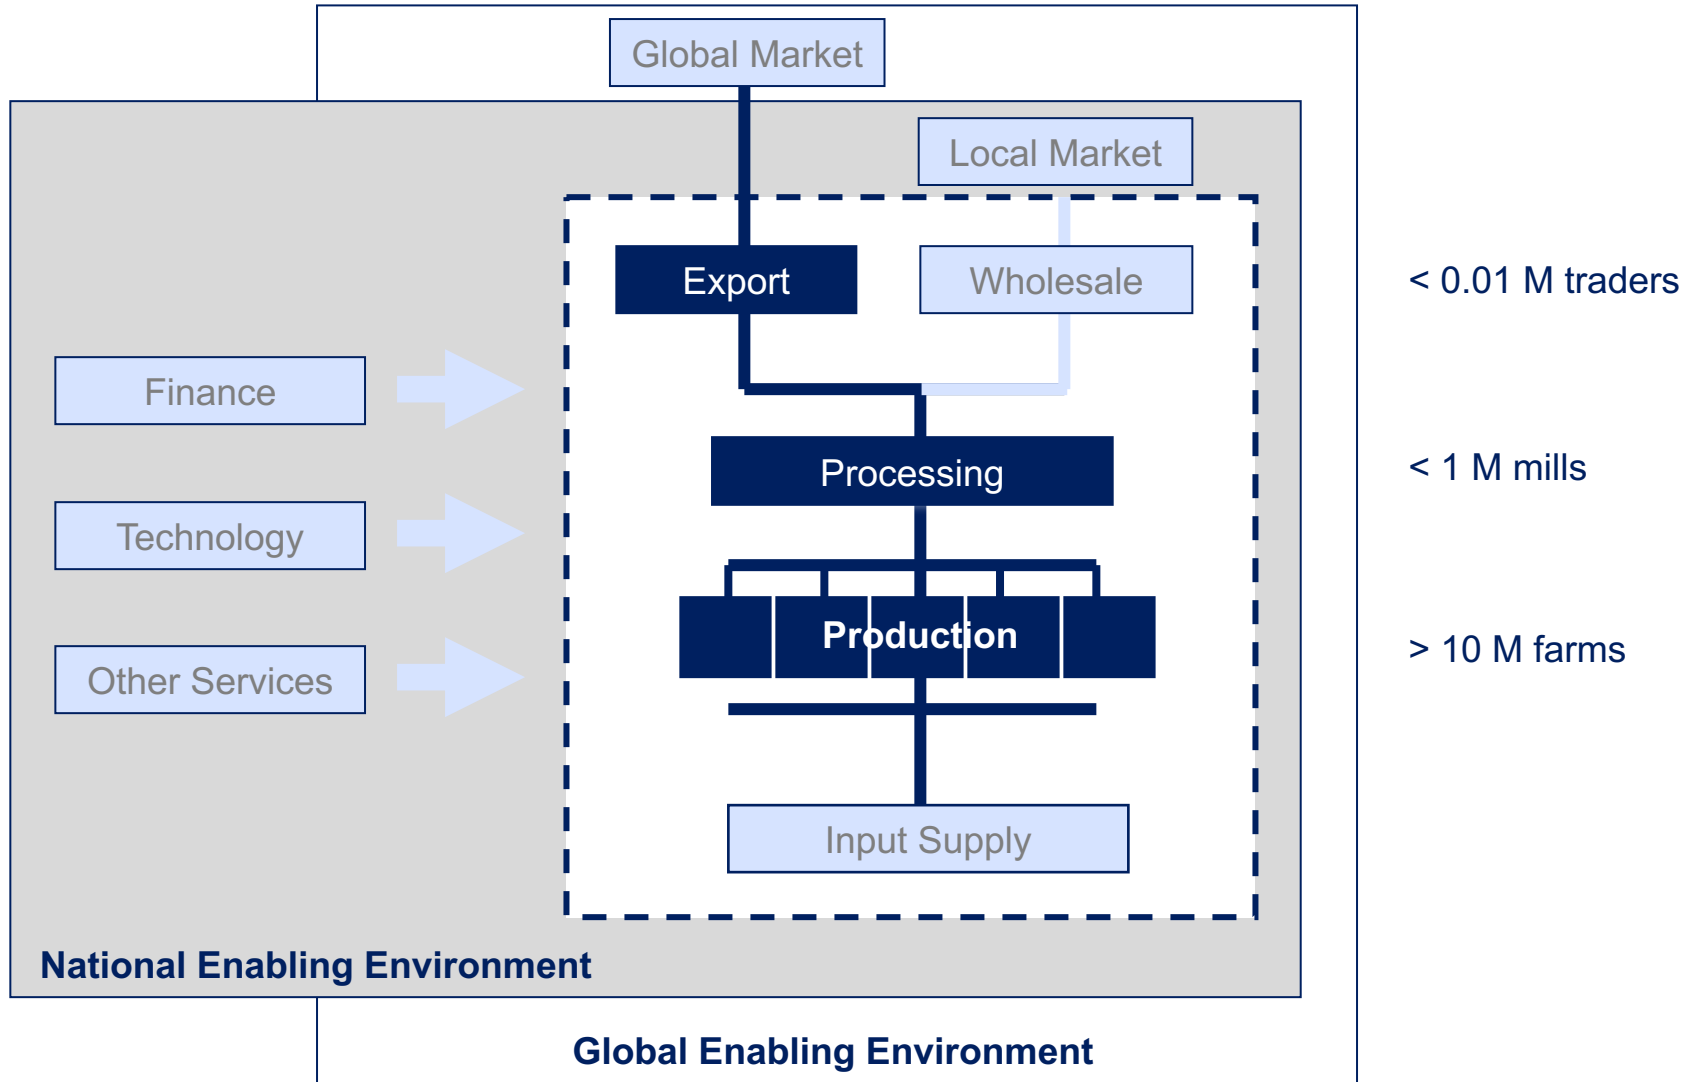 Global Market
Local Market
Export
Wholesale
< 0.01 M traders
Finance
Processing
< 1 M mills
Technology
Production
> 10 M farms
Other Services
Input Supply
National Enabling Environment
Global Enabling Environment